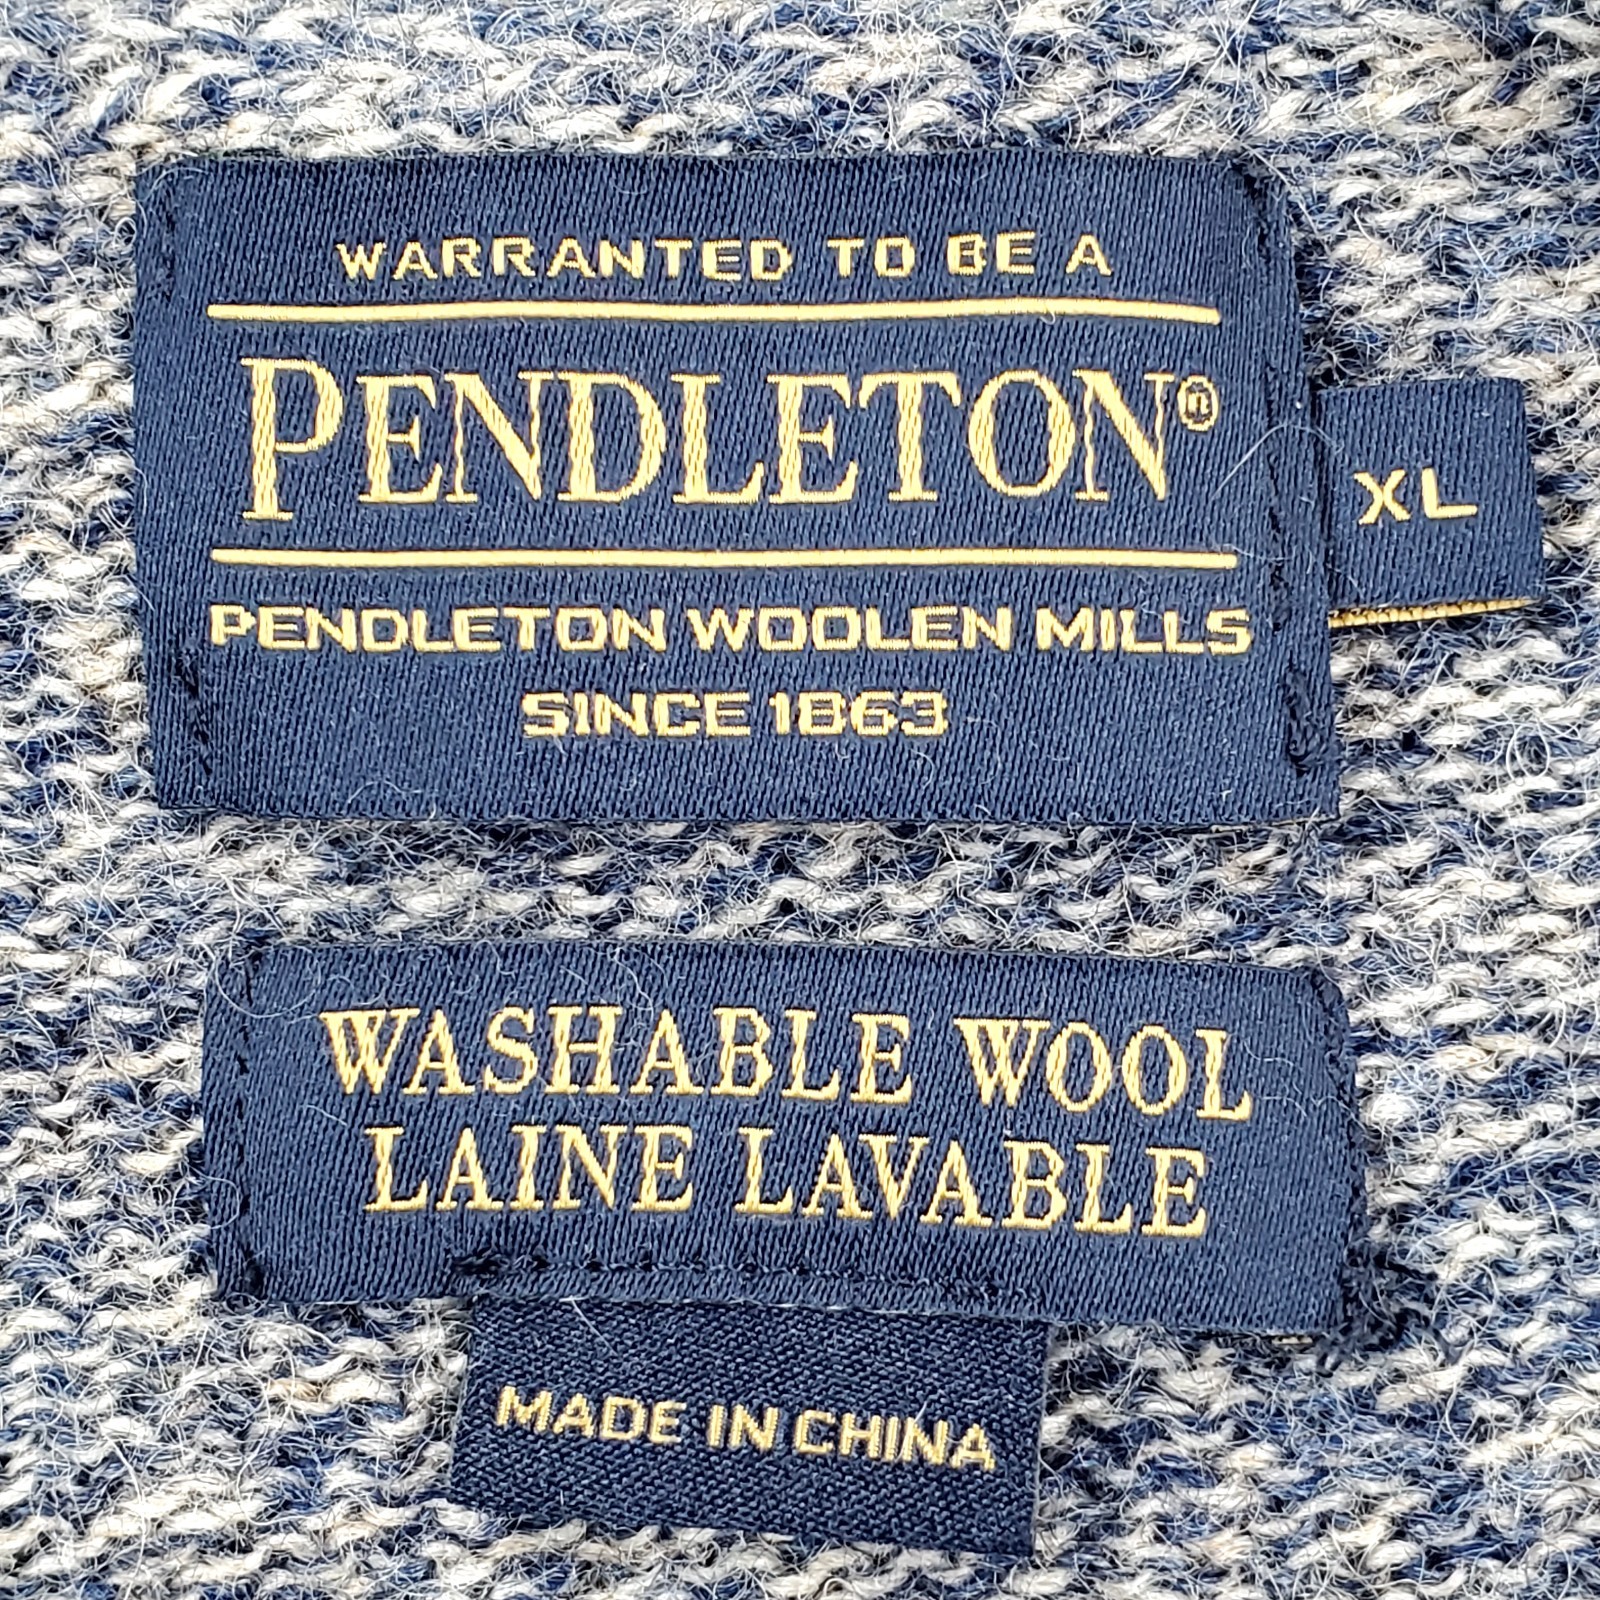 WARRANTED TO BE A
PENDLETON®
XL
PENDLETON WOOLEN MILLS
SINCE 1863
WASHABLE WOOL
LAINE LAVABLE
MADE IN CHINA